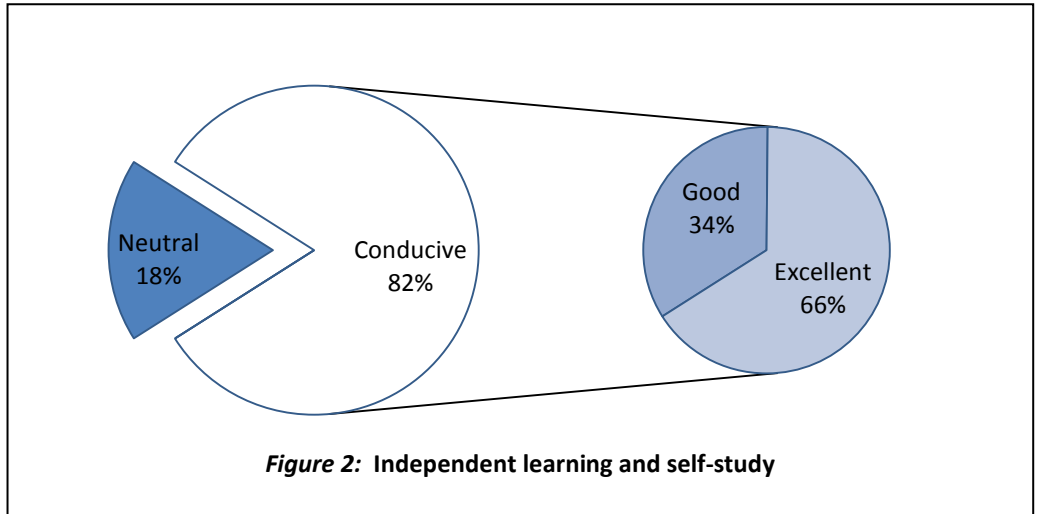 Neutral
18%
Conducive
82%
Good
34%
Excellent
66%
Figure 2: Independent learning and self-study